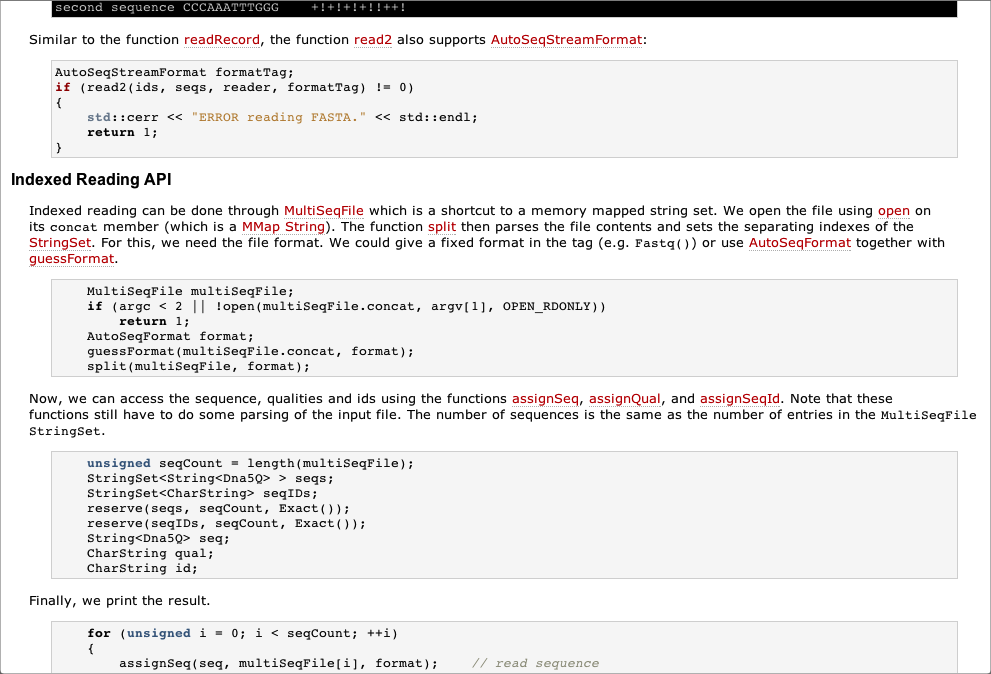 second sequence CCCAAATTTGGG    +!+!+!+!!++!
Similar to the function readRecord, the function read2 also supports AutoSeqStreamFormat:
AutoSeqStreamFormat formatTag;
if (read2(ids, seqs, reader, formatTag) != 0)
{
    std::cerr << "ERROR reading FASTA." << std::endl;
    return 1;
}
Indexed Reading API
Indexed reading can be done through MultiSeqFile which is a shortcut to a memory mapped string set. We open the file using open on
its concat member (which is a MMap String). The function split then parses the file contents and sets the separating indexes of the
StringSet. For this, we need the file format. We could give a fixed format in the tag (e.g. Fastq()) or use AutoSeqFormat together with
guessFormat.
    MultiSeqFile multiSeqFile;
    if (argc < 2 || !open(multiSeqFile.concat, argv[1], OPEN_RDONLY))
        return 1;
    AutoSeqFormat format;
    guessFormat(multiSeqFile.concat, format);
    split(multiSeqFile, format);
Now, we can access the sequence, qualities and ids using the functions assignSeq, assignQual, and assignSeqId. Note that these
functions still have to do some parsing of the input file. The number of sequences is the same as the number of entries in the MultiSeqFile
StringSet.
    unsigned seqCount = length(multiSeqFile);
    StringSet<String<Dna5Q> > seqs;
    StringSet<CharString> seqIDs;
    reserve(seqs, seqCount, Exact());
    reserve(seqIDs, seqCount, Exact());
    String<Dna5Q> seq;
    CharString qual;
    CharString id;
Finally, we print the result.
    for (unsigned i = 0; i < seqCount; ++i)
    {
        assignSeq(seq, multiSeqFile[i], format);    // read sequence